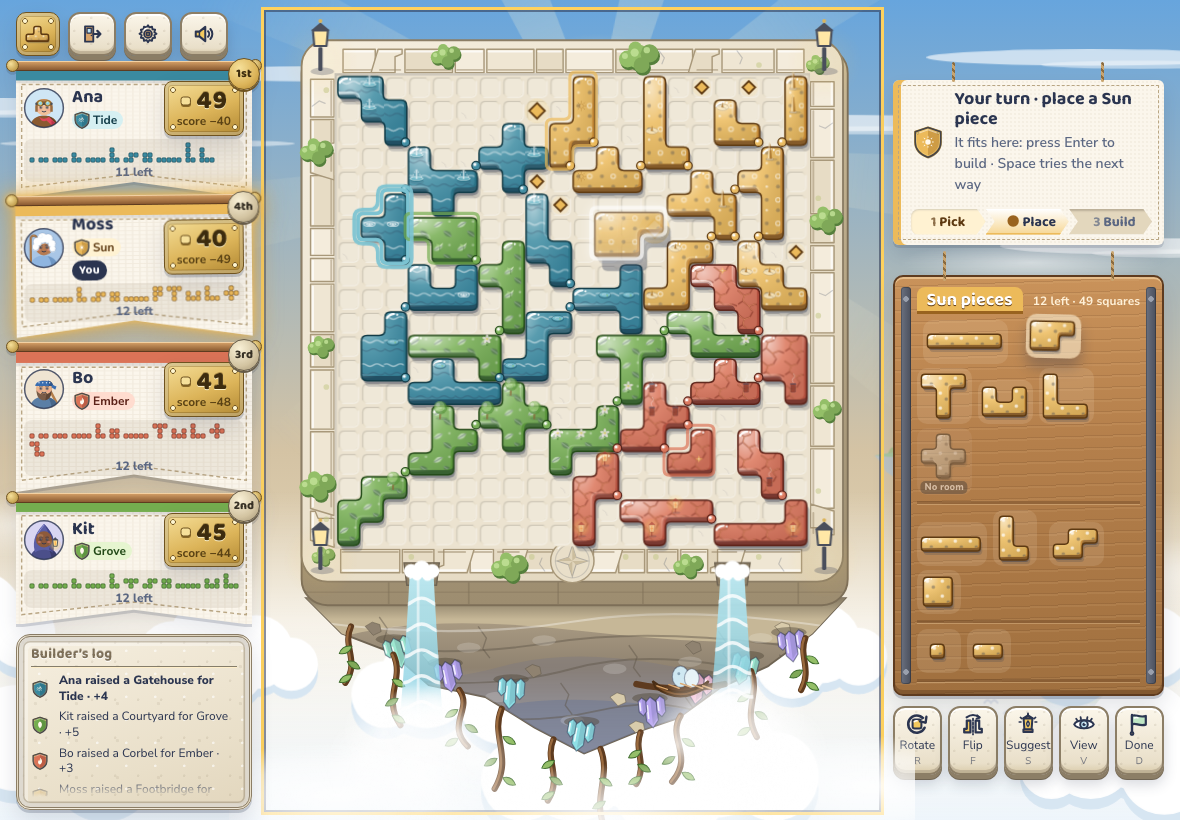 1st
Ana
Tide
49
score −40
11 left
4th
Moss
Sun
You
40
score −49
12 left
3rd
Bo
Ember
41
score −48
12 left
2nd
Kit
Grove
45
score −44
12 left
Builder's log
Ana raised a Gatehouse for
Tide · +4
Kit raised a Courtyard for Grove
· +5
Bo raised a Corbel for Ember ·
+3
Moss raised a Footbridge for
Your turn · place a Sun
piece
It fits here: press Enter to
build · Space tries the next
way
1 Pick
Place
3 Build
Sun pieces
12 left · 49 squares
No room
Rotate
R
Flip
F
Suggest
S
View
V
Done
D